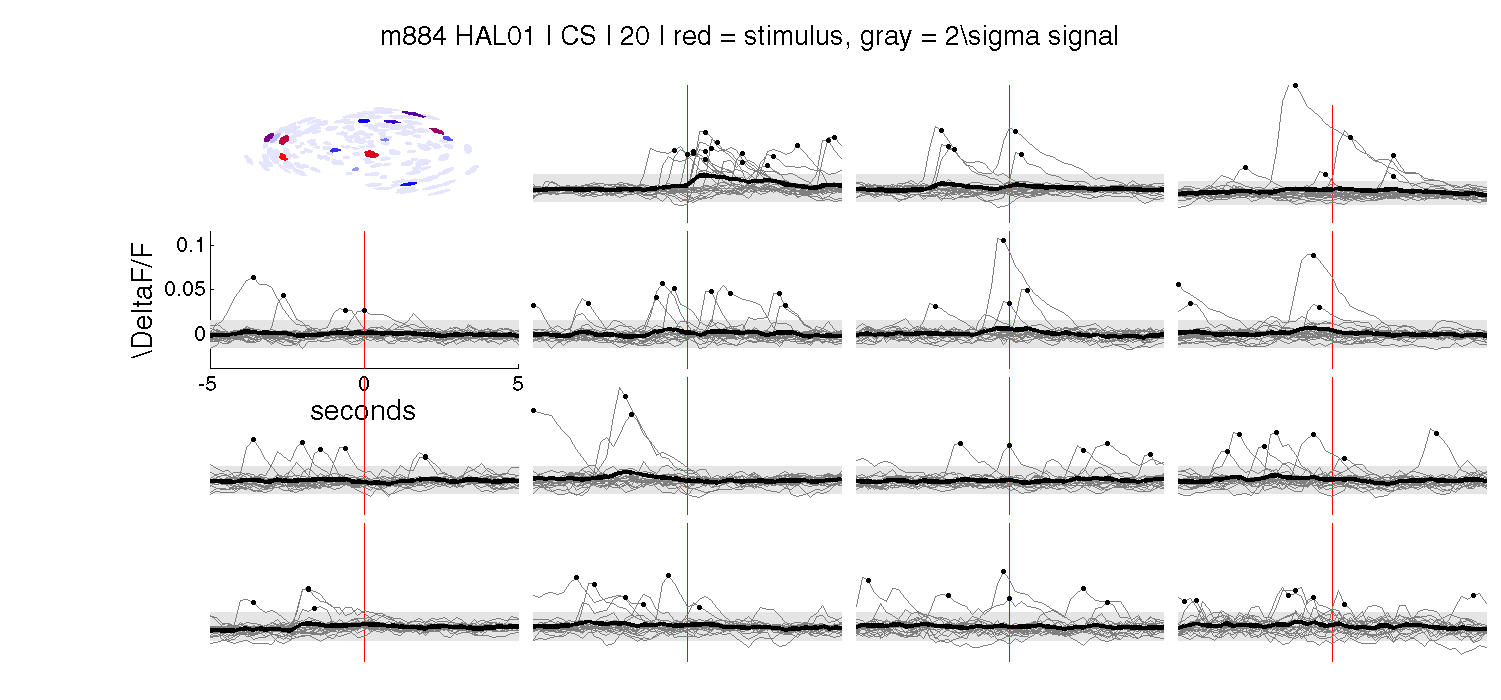 m884 HAL01 | CS | 20 | red = stimulus, gray = 2\sigma signal
\DeltaF/F
0.1
0.05
0
-5 0 5
seconds